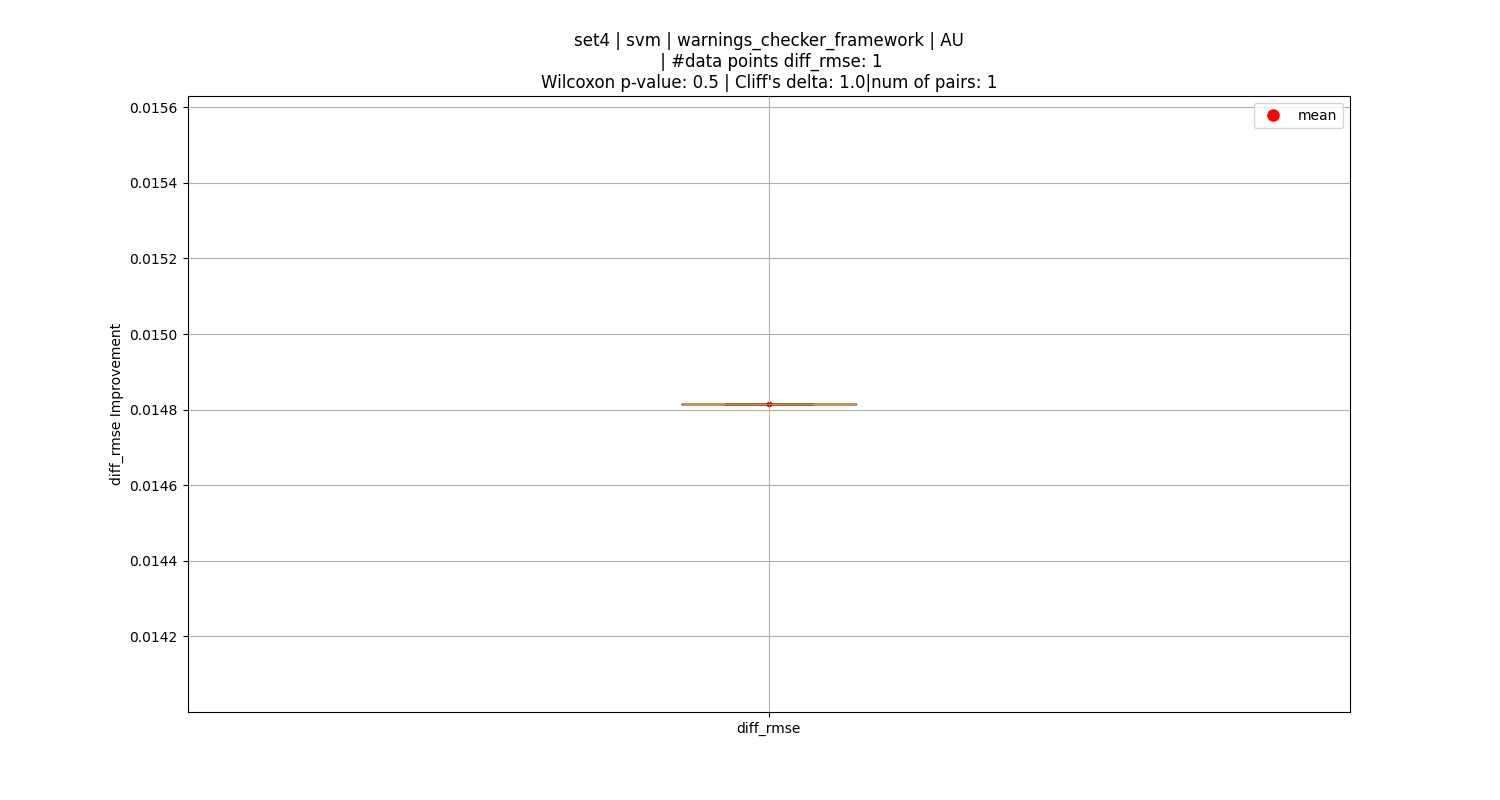 set4 | svm | warnings_checker_framework | AU
| #data points diff_rmse: 1
Wilcoxon p-value: 0.5 | Cliff's delta: 1.0|num of pairs: 1
mean
0.0156
0.0154
0.0152
0.0150
0.0148
0.0146
0.0144
0.0142
diff_rmse Improvement
diff_rmse